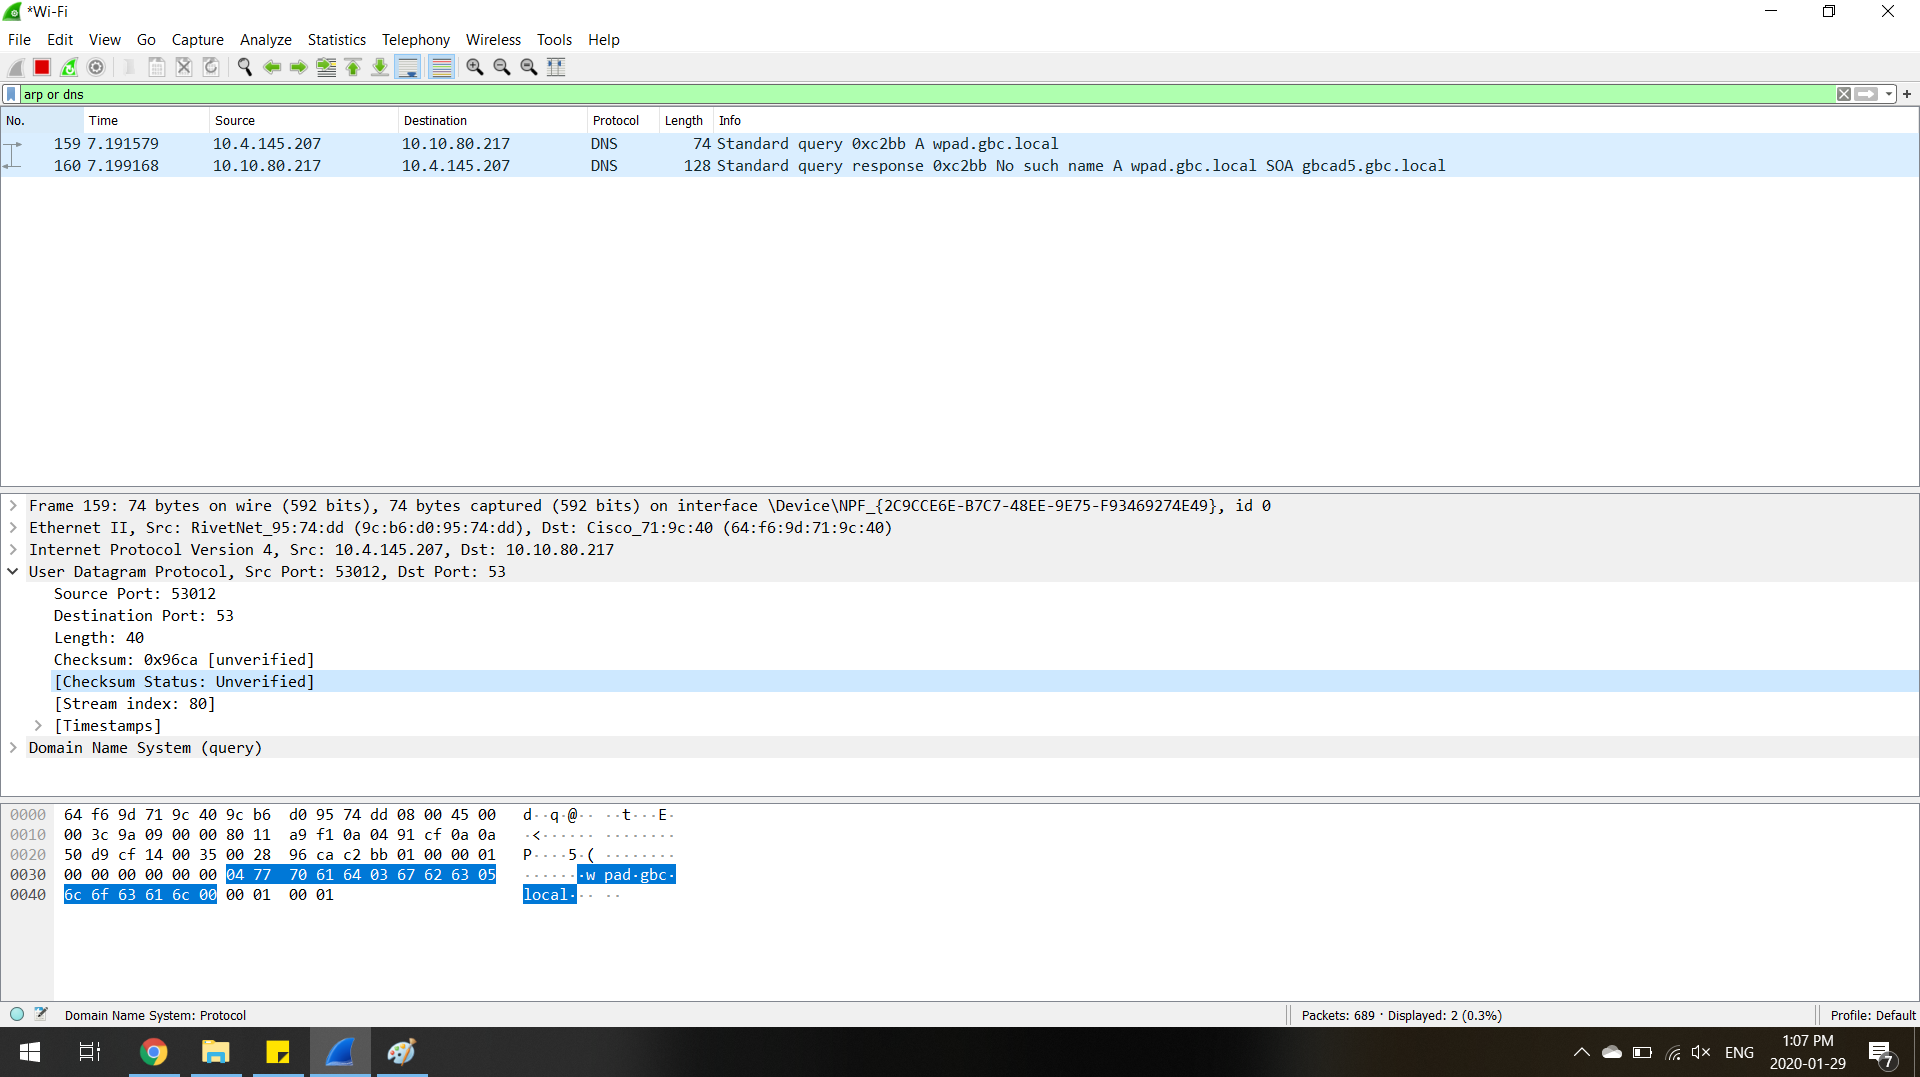 *Wi-Fi
File Edit View Go Capture Analyze Statistics Telephony Wireless Tools Help
arp or dns
No. Time Source Destination Protocol Length Info
159 7.191579 10.4.145.207 10.10.80.217 DNS 74 Standard query 0xc2bb A wpad.gbc.local
160 7.199168 10.10.80.217 10.4.145.207 DNS 128 Standard query response 0xc2bb No such name A wpad.gbc.local SOA gbcad5.gbc.local
Frame 159: 74 bytes on wire (592 bits), 74 bytes captured (592 bits) on interface \Device\NPF_{2C9CCE6E-B7C7-48EE-9E75-F93469274E49}, id 0
Ethernet II, Src: RivetNet_95:74:dd (9c:b6:d0:95:74:dd), Dst: Cisco_71:9c:40 (64:f6:9d:71:9c:40)
Internet Protocol Version 4, Src: 10.4.145.207, Dst: 10.10.80.217
User Datagram Protocol, Src Port: 53012, Dst Port: 53
Source Port: 53012
Destination Port: 53
Length: 40
Checksum: 0x96ca [unverified]
[Checksum Status: Unverified]
[Stream index: 80]
[Timestamps]
Domain Name System (query)
0000 64 f6 9d 71 9c 40 9c b6 d0 95 74 dd 08 00 45 00 d··q·@·· ··t···E·
0010 00 3c 9a 09 00 00 80 11 a9 f1 0a 04 91 cf 0a 0a ·<······ ········
0020 50 d9 cf 14 00 35 00 28 96 ca c2 bb 01 00 00 01 P····5·( ········
0030 00 00 00 00 00 00 04 77 70 61 64 03 67 62 63 05 ·······w pad·gbc·
0040 6c 6f 63 61 6c 00 00 01 00 01 local··· ··
Domain Name System: Protocol Packets: 689 · Displayed: 2 (0.3%) Profile: Default
ENG
1:07 PM
2020-01-29
7